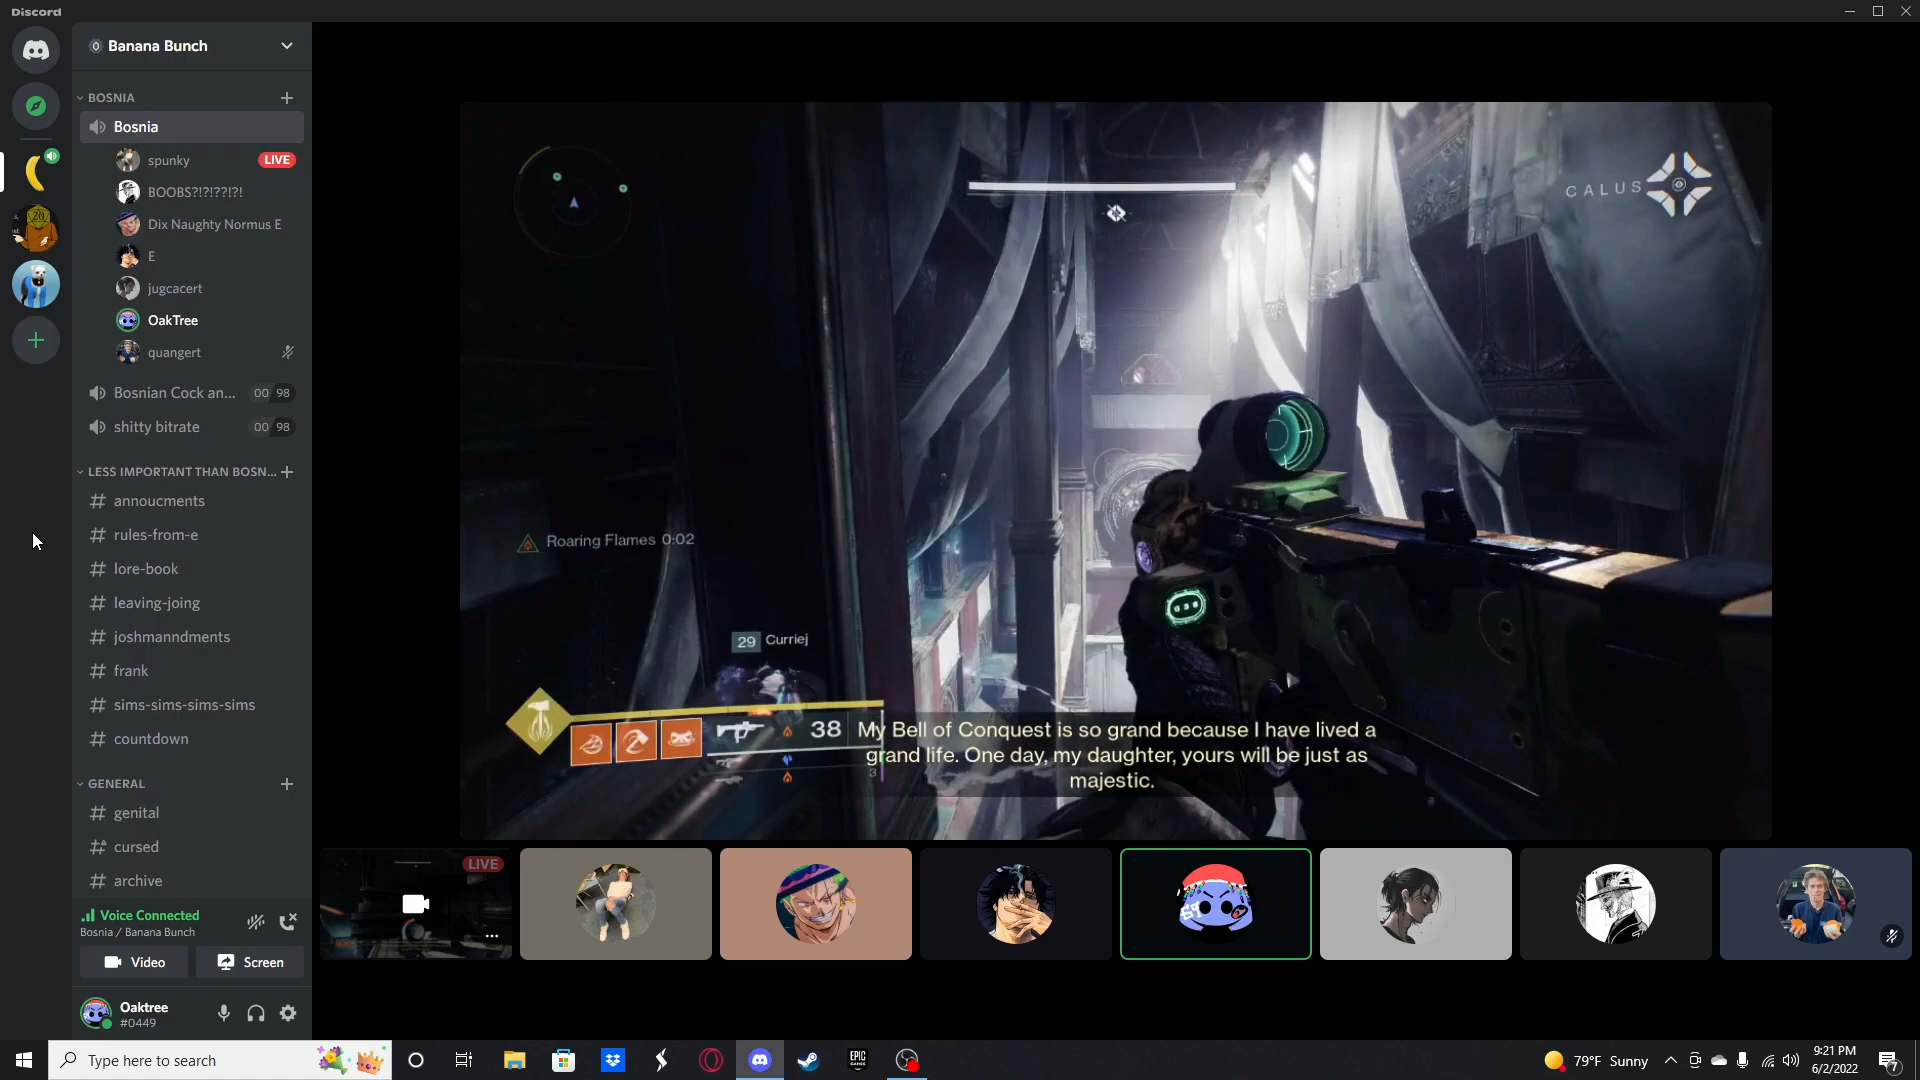 Discord
Banana Bunch
BOSNIA
Bosnia
spunky
LIVE
BOOBS?!?!??!?!
Dix Naughty Normus E
E
jugcacert
OakTree
quangert
Bosnian Cock an...
00 98
shitty bitrate
00 98
LESS IMPORTANT THAN BOSN...
annoucments
rules-from-e
lore-book
leaving-joing
joshmanndments
frank
sims-sims-sims-sims
countdown
GENERAL
genital
cursed
archive
Voice Connected
Bosnia / Banana Bunch
Video
Screen
Oaktree
#0449
CALUS
Roaring Flames 0:02
29 Curriej
38
3
My Bell of Conquest is so grand because I have lived a
grand life. One day, my daughter, yours will be just as
majestic.
LIVE
Type here to search
EPIC
GAMES
79°F Sunny
9:21 PM
6/2/2022
7